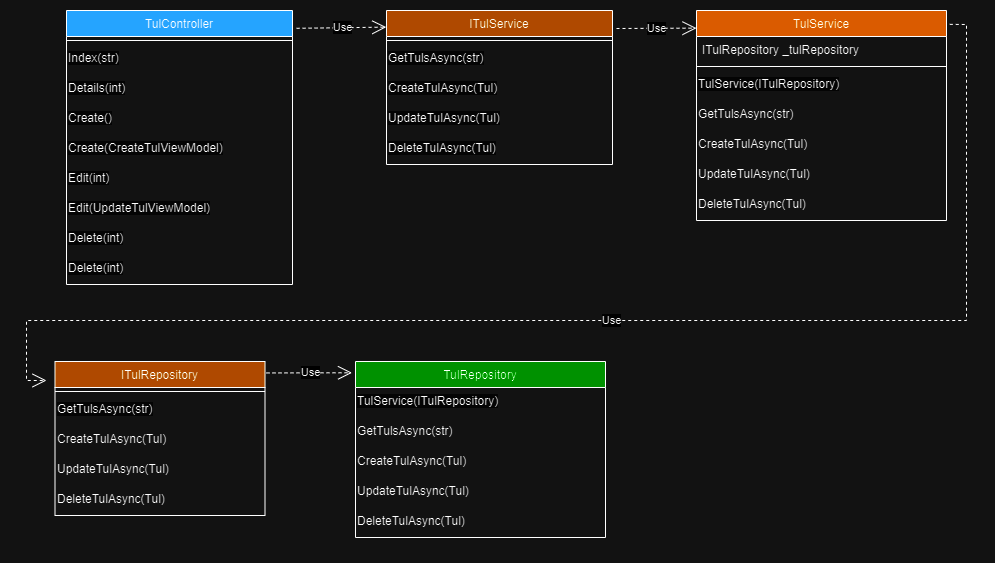 TulController
Index(str)
Details(int)
Create()
Create(CreateTulViewModel)
Edit(int)
Edit(UpdateTulViewModel)
Delete(int)
Delete(int)
Use
ITulService
GetTulsAsync(str)
CreateTulAsync(Tul)
UpdateTulAsync(Tul)
DeleteTulAsync(Tul)
Use
TulService
ITulRepository _tulRepository
TulService(ITulRepository)
GetTulsAsync(str)
CreateTulAsync(Tul)
UpdateTulAsync(Tul)
DeleteTulAsync(Tul)
Use
ITulRepository
GetTulsAsync(str)
CreateTulAsync(Tul)
UpdateTulAsync(Tul)
DeleteTulAsync(Tul)
Use
TulRepository
TulService(ITulRepository)
GetTulsAsync(str)
CreateTulAsync(Tul)
UpdateTulAsync(Tul)
DeleteTulAsync(Tul)